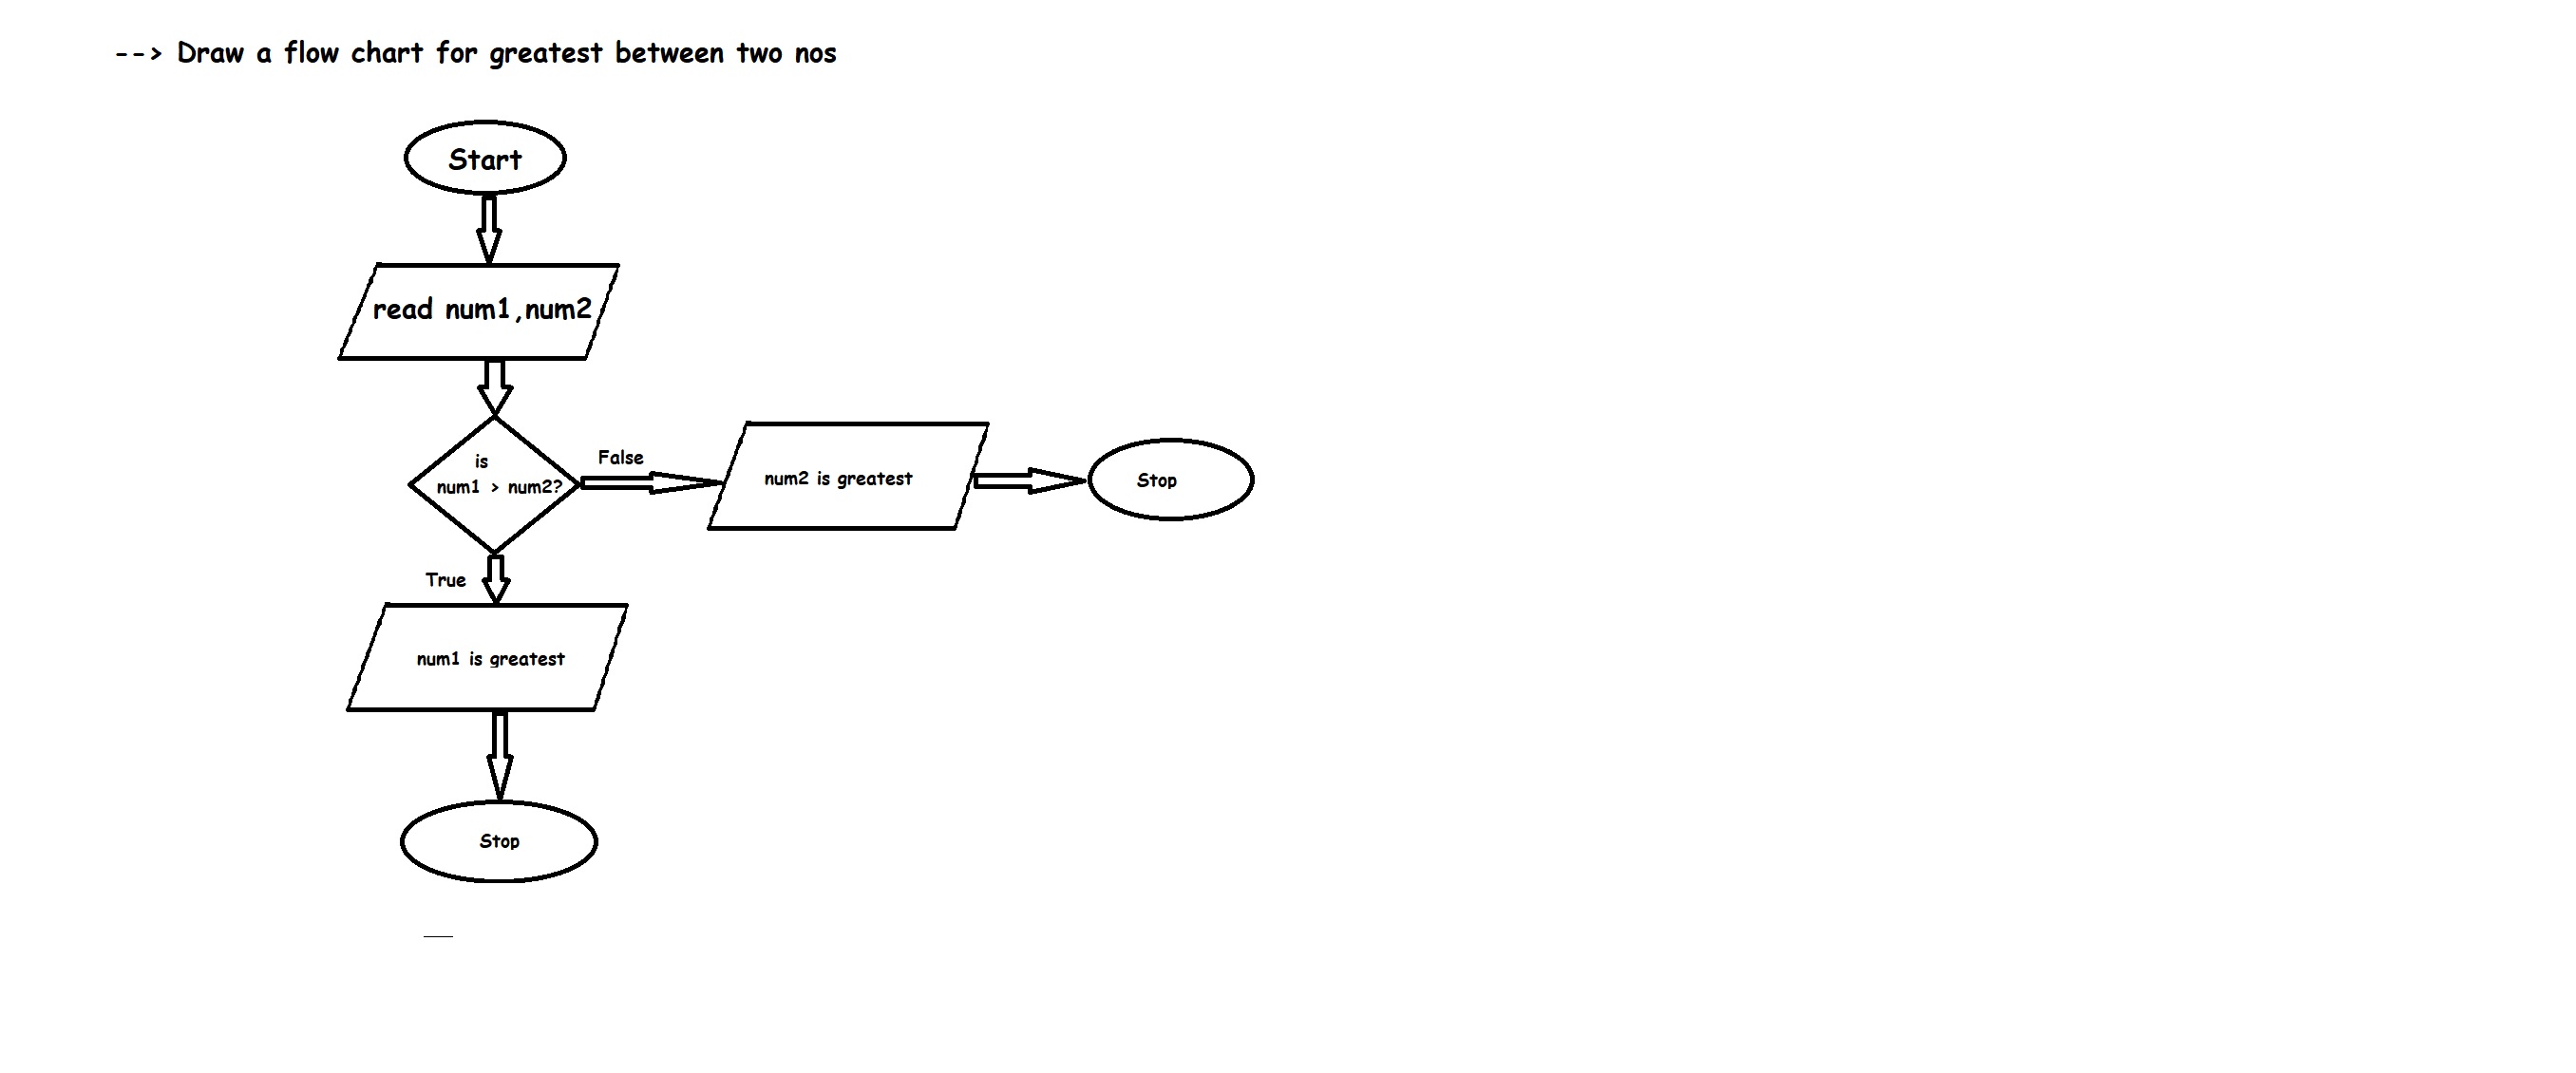 --> Draw a flow chart for greatest between two nos
Start
read num1,num2
is
num1 > num2?
False
num2 is greatest
Stop
True
num1 is greatest
Stop